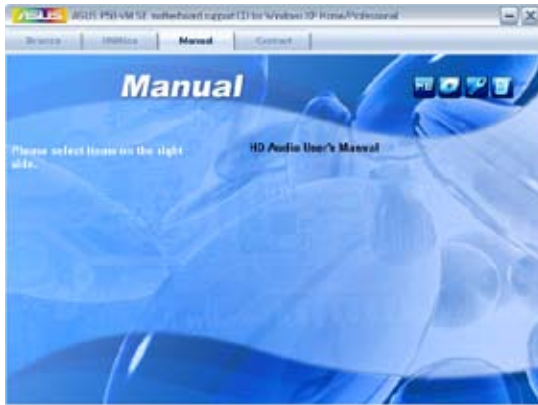 ASUS ASUS P5B-VM SE motherboard support CD for Windows XP Home/Professional
Drivers Utilities Manual Contact
Manual
Please select items on the right
side.
HD Audio User's Manual